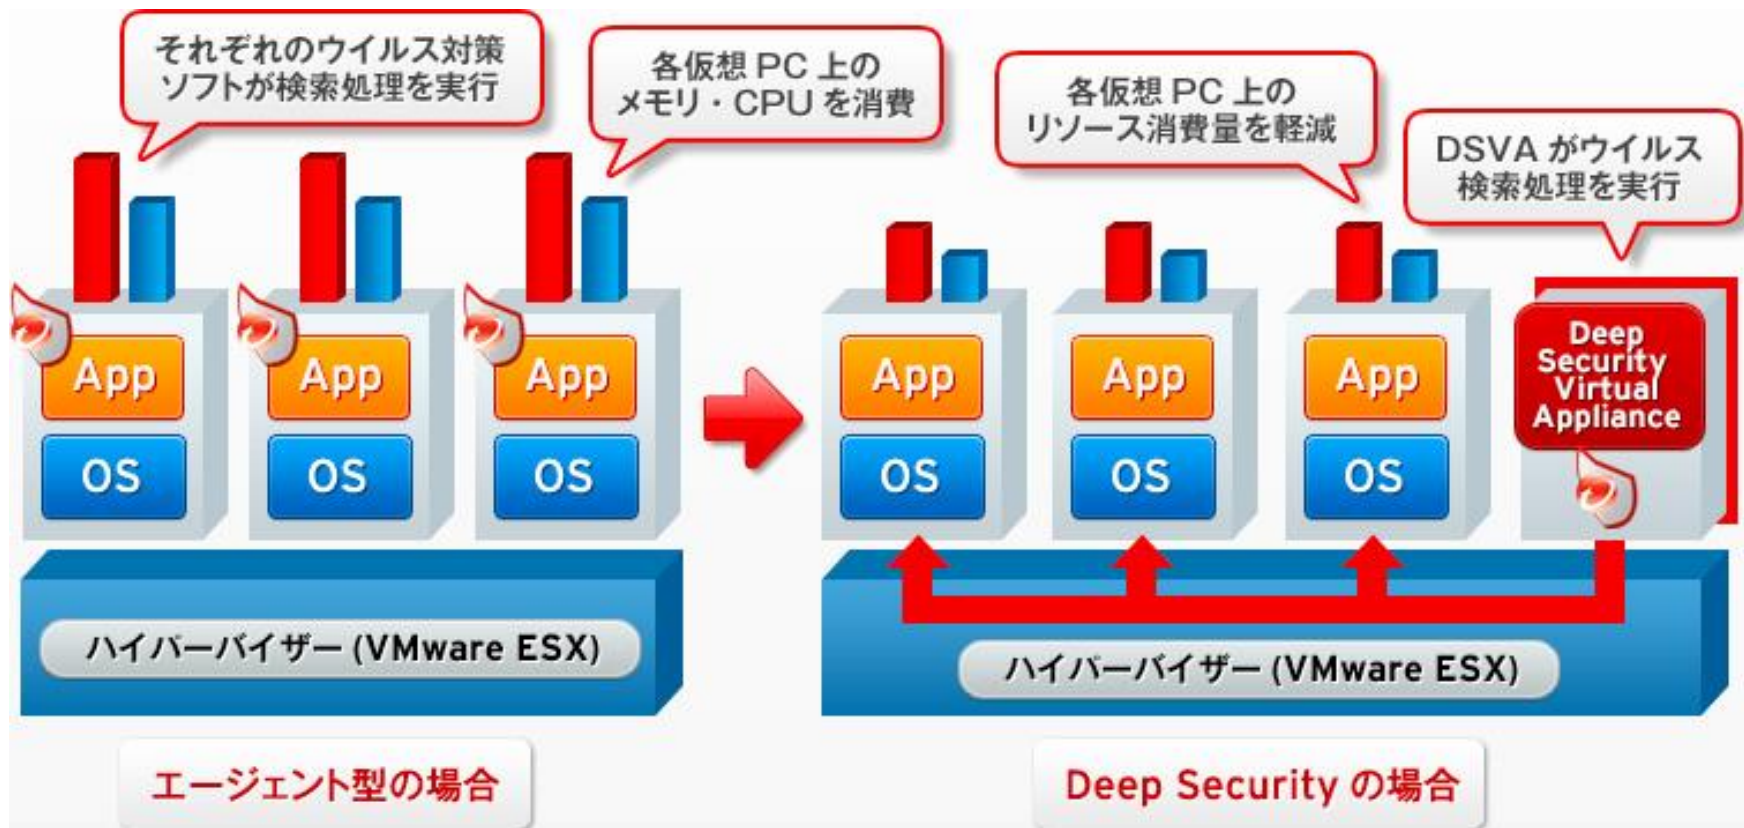 それぞれのウイルス対策
ソフトが検索処理を実行
各仮想 PC 上の
メモリ・CPU を消費
各仮想 PC 上の
リソース消費量を軽減
DSVA がウイルス
検索処理を実行
App
OS
App
OS
App
OS
App
OS
App
OS
App
OS
Deep
Security
Virtual
Appliance
ハイパーバイザー (VMware ESX)
ハイパーバイザー (VMware ESX)
エージェント型の場合
Deep Security の場合